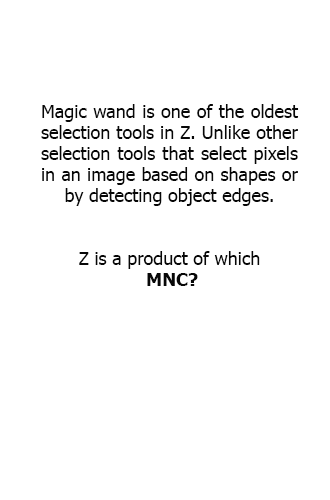 Magic wand is one of the oldest
selection tools in Z. Unlike other
selection tools that select pixels
in an image based on shapes or
by detecting object edges.
Z is a product of which
MNC?